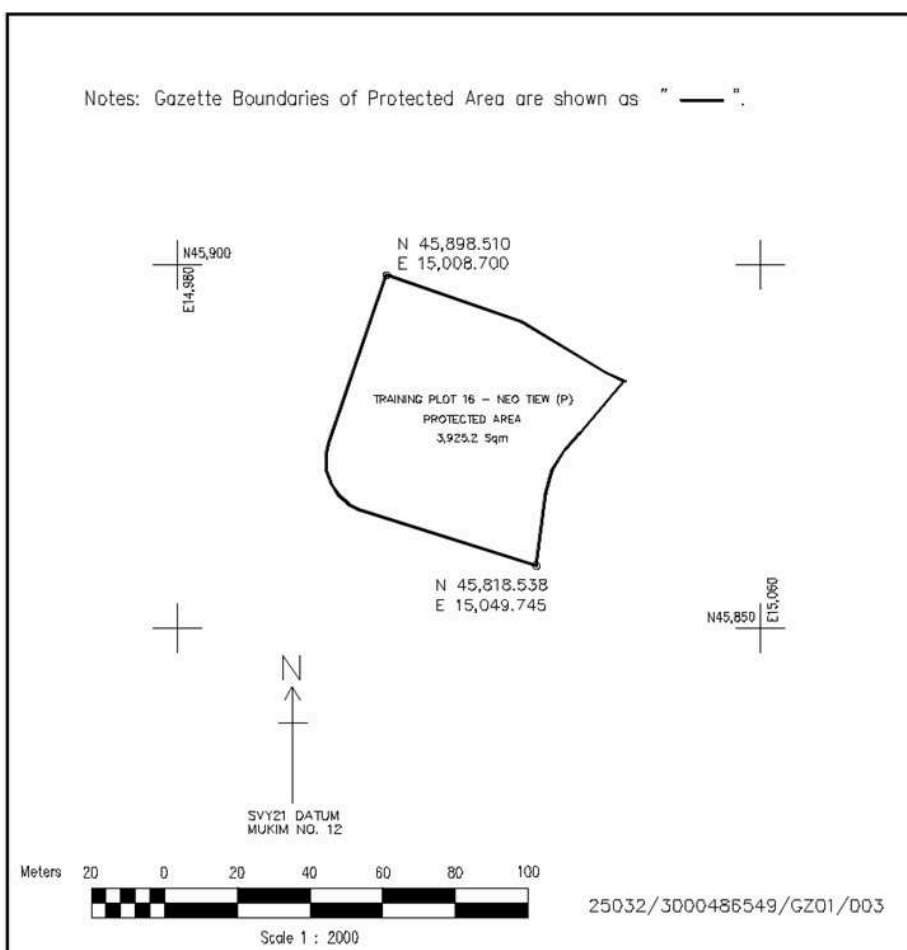 Notes: Gazette Boundaries of Protected Area are shown as " — ".
N 45,898.510
E 15,008.700
N45,900
E14,980
TRAINING PLOT 16 - NEO TIEW (P)
PROTECTED AREA
3,925.2 Sqm
N 45,818.538
E 15,049.745
N45,850
E15,060
N
SVY21 DATUM
MUKIM NO. 12
Meters 20 0 20 40 60 80 100
Scale 1 : 2000
25032/3000486549/GZ01/003